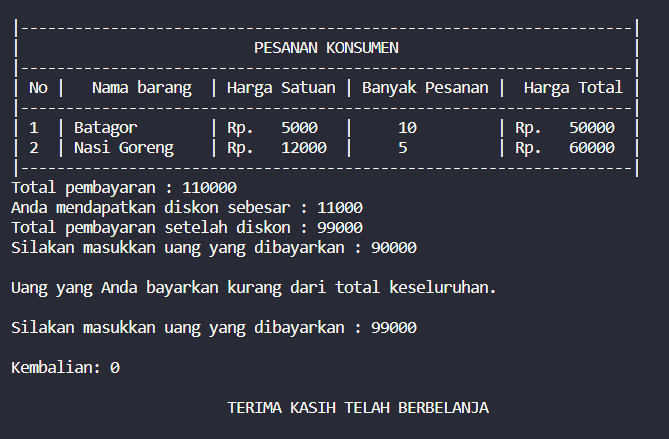 |--------------------------------------------------------------------|
|                          PESANAN KONSUMEN                          |
|--------------------------------------------------------------------|
| No |   Nama barang  | Harga Satuan | Banyak Pesanan |  Harga Total |
|--------------------------------------------------------------------|
| 1  | Batagor        | Rp.   5000   |     10         | Rp.   50000  |
| 2  | Nasi Goreng    | Rp.   12000  |     5          | Rp.   60000  |
|--------------------------------------------------------------------|
Total pembayaran : 110000
Anda mendapatkan diskon sebesar : 11000
Total pembayaran setelah diskon : 99000
Silakan masukkan uang yang dibayarkan : 90000
Uang yang Anda bayarkan kurang dari total keseluruhan.
Silakan masukkan uang yang dibayarkan : 99000
Kembalian: 0
TERIMA KASIH TELAH BERBELANJA